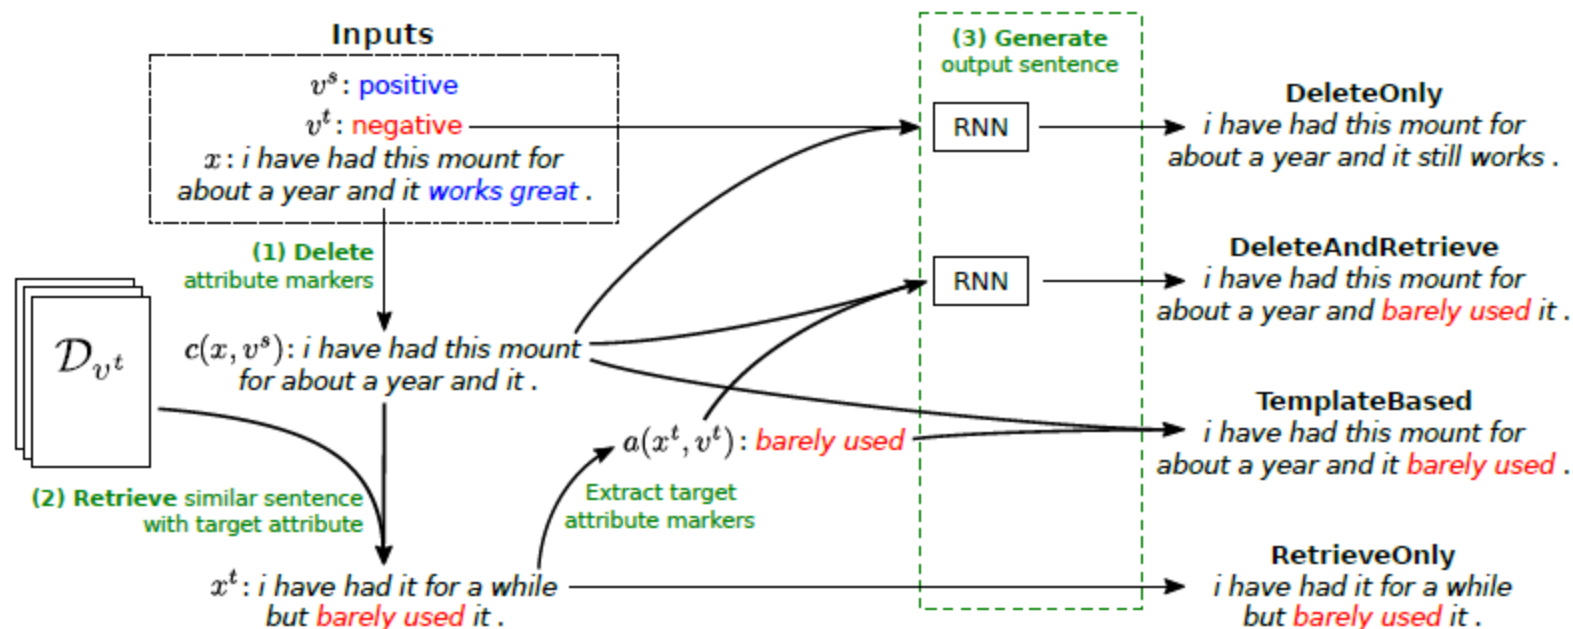 Inputs
v^s: positive
v^t: negative
x: i have had this mount for
about a year and it works great .
(1) Delete
attribute markers
c(x, v^s): i have had this mount
for about a year and it .
𝒟_{v^t}
(2) Retrieve similar sentence
with target attribute
x^t: i have had it for a while
but barely used it .
a(x^t, v^t): barely used
Extract target
attribute markers
(3) Generate
output sentence
RNN
RNN
DeleteOnly
i have had this mount for
about a year and it still works .
DeleteAndRetrieve
i have had this mount for
about a year and barely used it .
TemplateBased
i have had this mount for
about a year and it barely used .
RetrieveOnly
i have had it for a while
but barely used it .